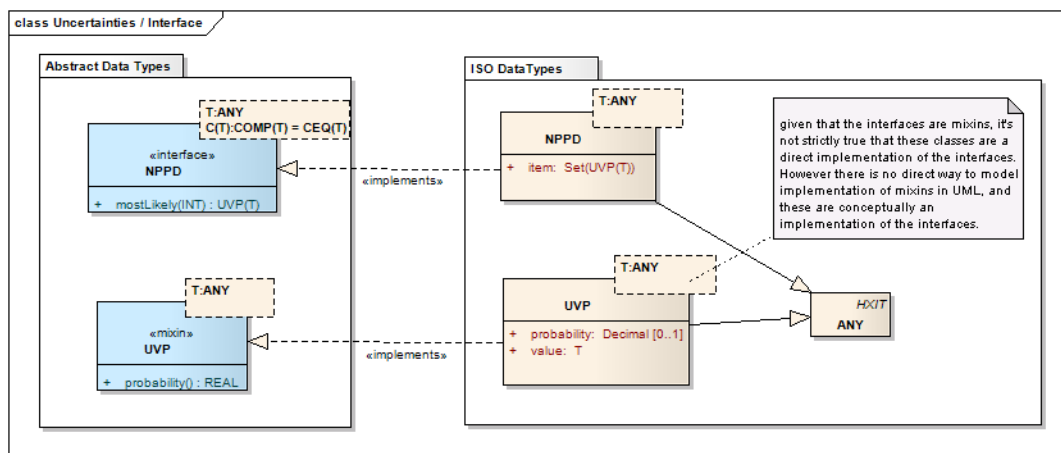 class Uncertainties / Interface
Abstract Data Types
T:ANY
C(T):COMP(T) = CEQ(T)
«interface»
NPPD
+ mostLikely(INT) : UVP(T)
T:ANY
«mixin»
UVP
+ probability() : REAL
«implements»
«implements»
ISO DataTypes
T:ANY
NPPD
+ item: Set(UVP(T))
T:ANY
UVP
+ probability: Decimal [0..1]
+ value: T
given that the interfaces are mixins, it's
not strictly true that these classes are a
direct implementation of the interfaces.
However there is no direct way to model
implementation of mixins in UML, and
these are conceptually an
implementation of the interfaces.
HXIT
ANY